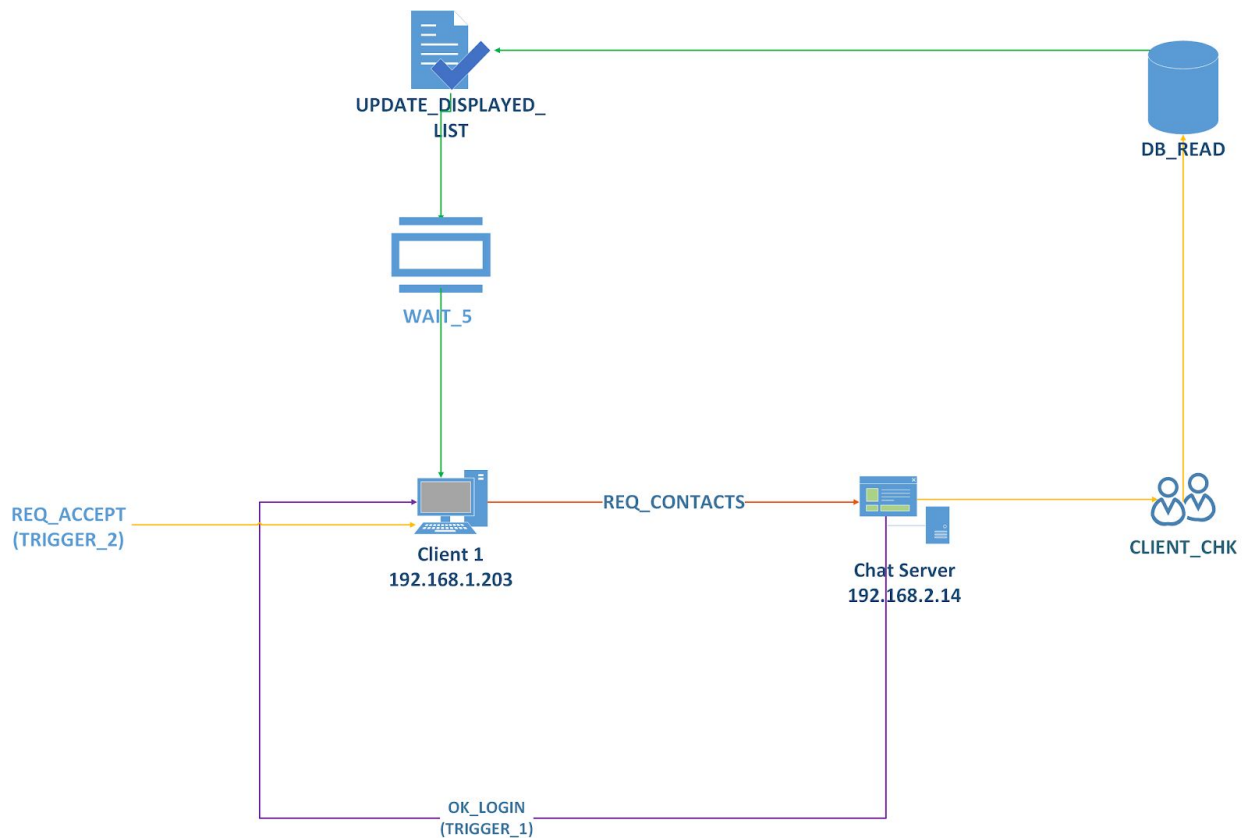 UPDATE_DISPLAYED_
LIST
DB_READ
WAIT_5
REQ_ACCEPT
(TRIGGER_2)
REQ_CONTACTS
Client 1
192.168.1.203
Chat Server
192.168.2.14
CLIENT_CHK
OK_LOGIN
(TRIGGER_1)